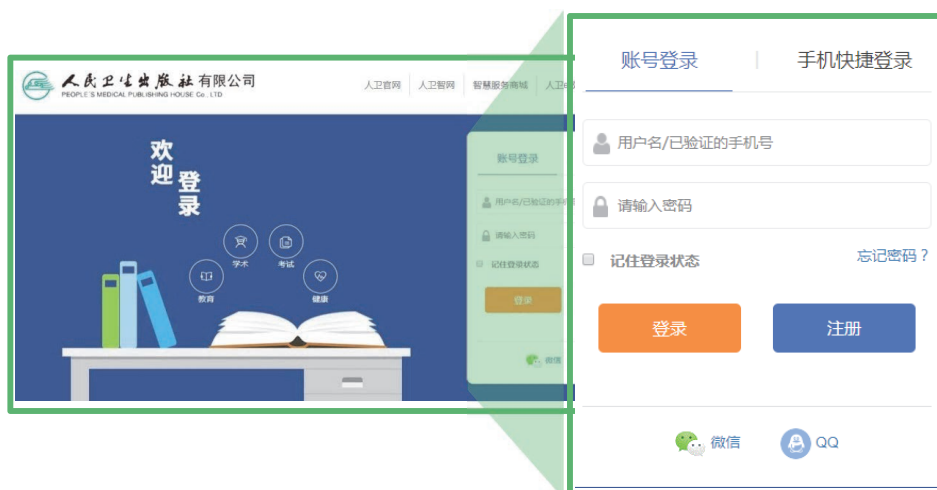 人民卫生出版社有限公司
PEOPLE'S MEDICAL PUBLISHING HOUSE Co., LTD
人卫官网 人卫智网 智慧服务商城 人卫
欢迎
登录
学术 考试
教育 健康
账号登录
用户名/已验证的手机
请输入密码
记住登录状态
登录
微信
账号登录 手机快捷登录
用户名/已验证的手机号
请输入密码
记住登录状态 忘记密码?
登录 注册
微信 QQ